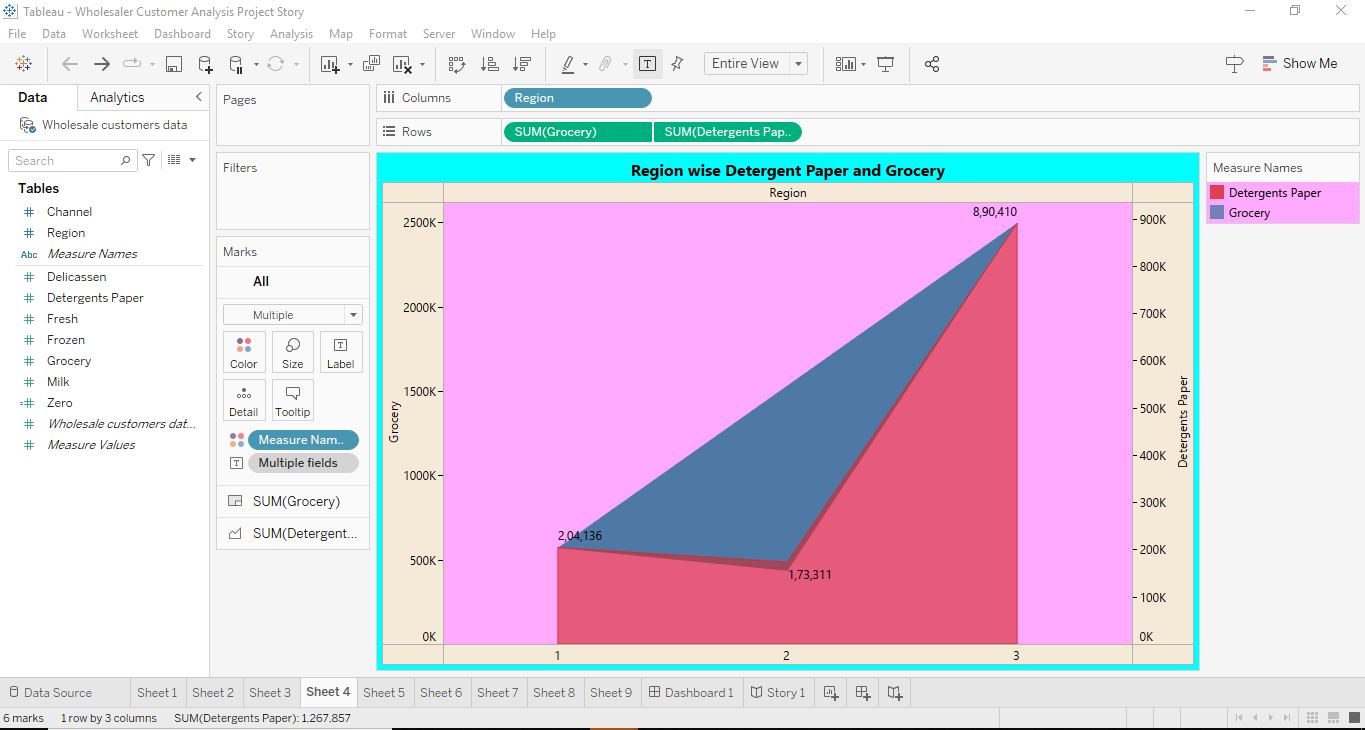 Tableau - Wholesaler Customer Analysis Project Story
File Data Worksheet Dashboard Story Analysis Map Format Server Window Help
Entire View
Show Me
Data Analytics
Wholesale customers data
Search
Tables
Channel
Region
Abc Measure Names
Delicassen
Detergents Paper
Fresh
Frozen
Grocery
Milk
Zero
Wholesale customers dat...
Measure Values
Pages
Filters
Marks
All
Multiple
Color Size Label
Detail Tooltip
Measure Nam..
Multiple fields
SUM(Grocery)
SUM(Detergent...
Columns Region
Rows SUM(Grocery) SUM(Detergents Pap..
Region wise Detergent Paper and Grocery
Region
Grocery
2500K
2000K
1500K
1000K
500K
0K
8,90,410
2,04,136
1,73,311
900K
800K
700K
600K
500K
400K
300K
200K
100K
0K
Detergents Paper
1 2 3
Measure Names
Detergents Paper
Grocery
Data Source Sheet 1 Sheet 2 Sheet 3 Sheet 4 Sheet 5 Sheet 6 Sheet 7 Sheet 8 Sheet 9 Dashboard 1 Story 1
6 marks 1 row by 3 columns SUM(Detergents Paper): 1,267,857